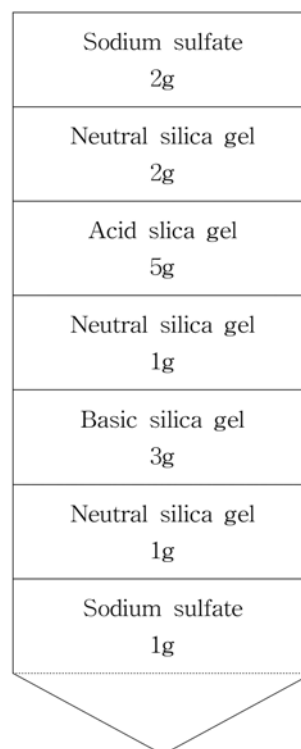 Sodium sulfate
2g
Neutral silica gel
2g
Acid slica gel
5g
Neutral silica gel
1g
Basic silica gel
3g
Neutral silica gel
1g
Sodium sulfate
1g